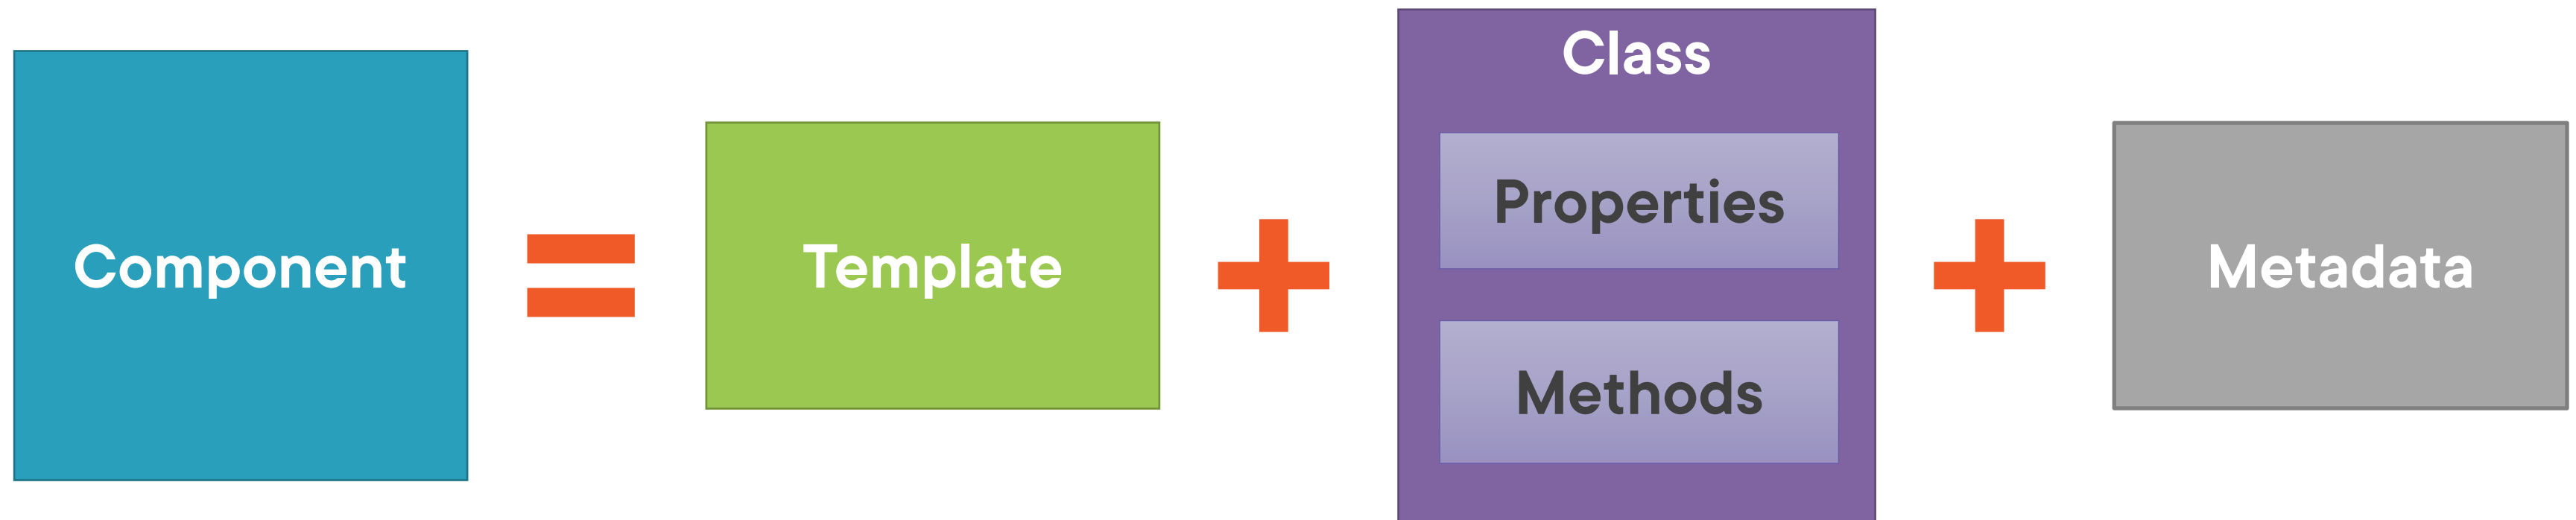 Component
=
Template
+
Class
Properties
Methods
+
Metadata